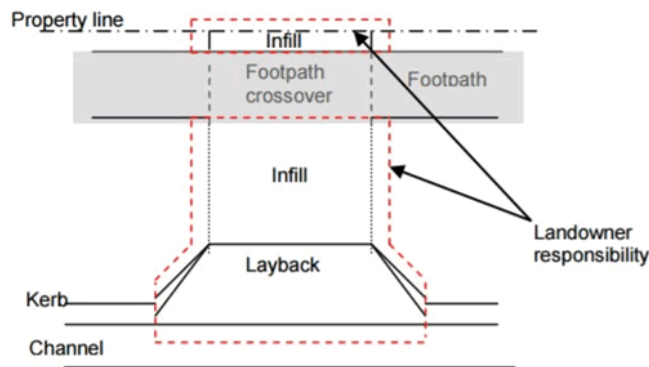 Property line
Infill
Footpath
crossover
Footpath
Infill
Landowner
responsibility
Layback
Kerb
Channel